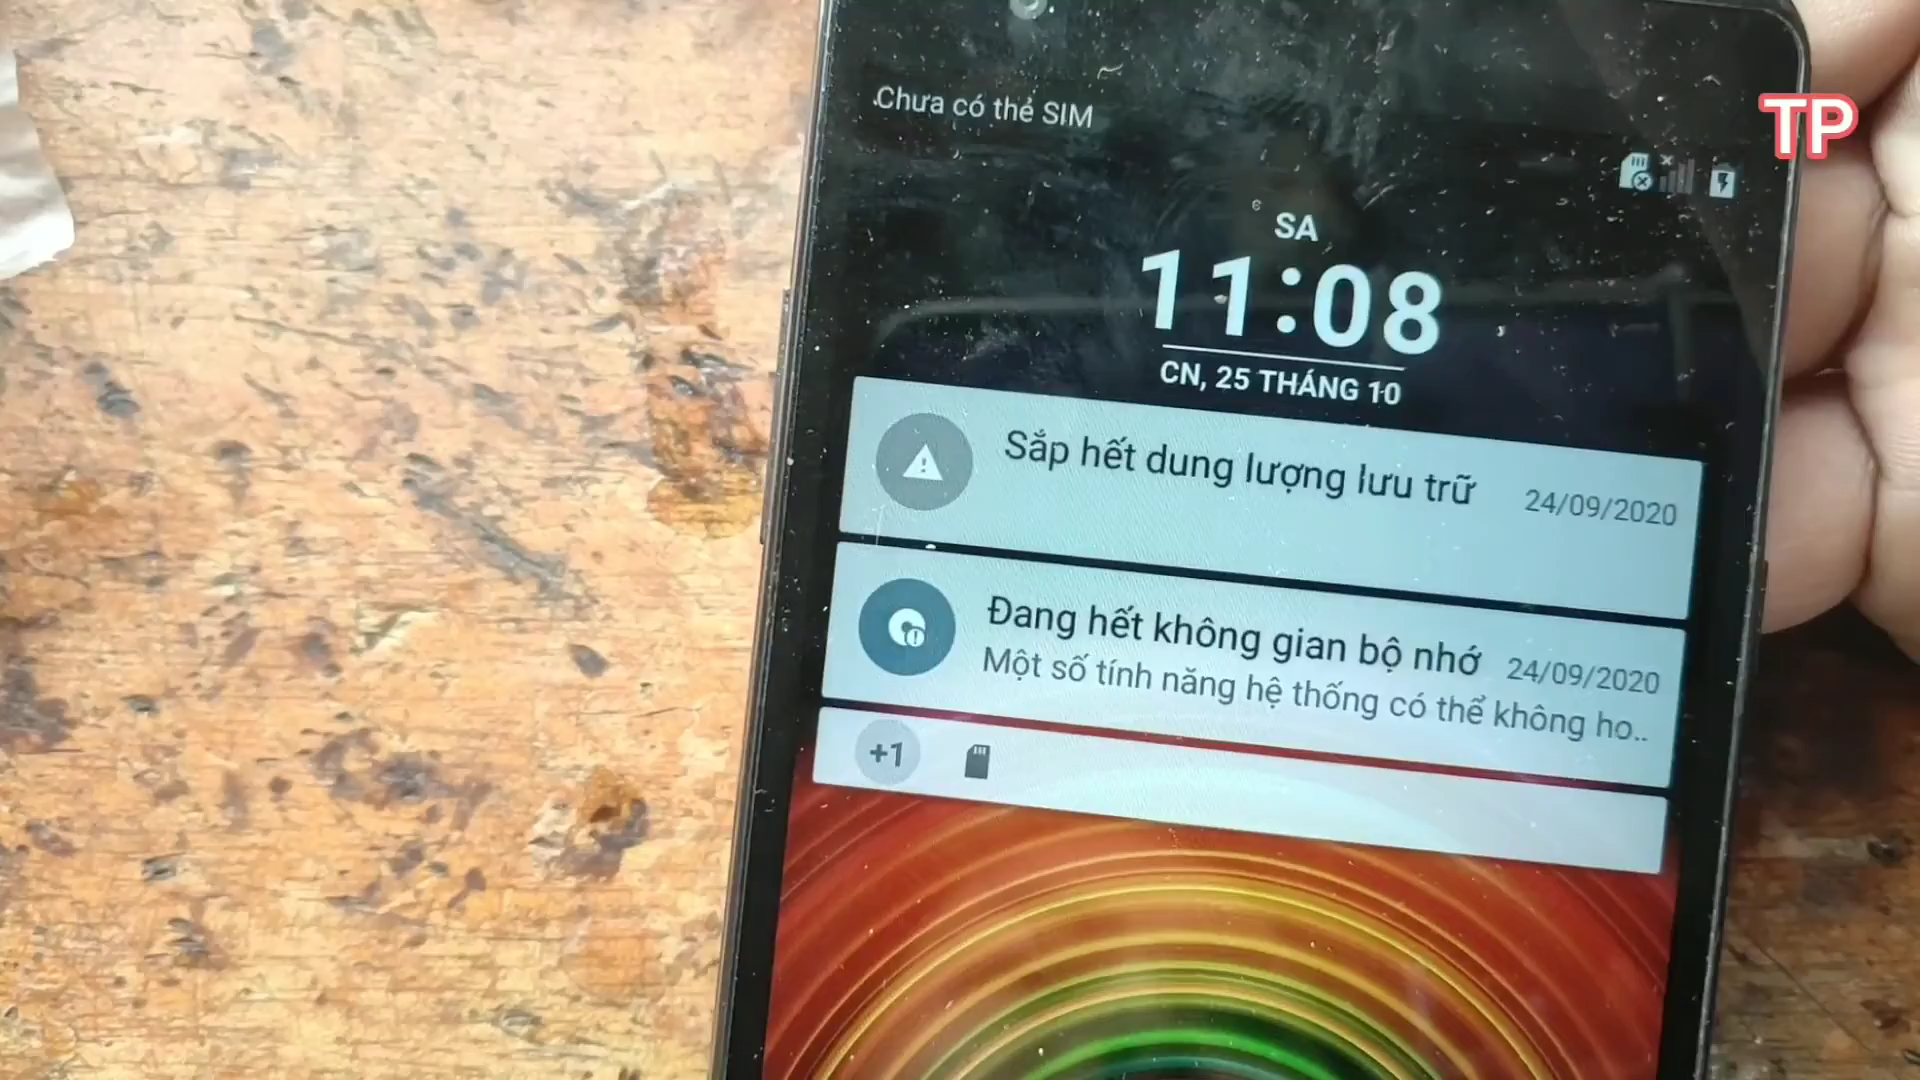 Chưa có thẻ SIM
TP
SA
11:08
CN, 25 THÁNG 10
Sắp hết dung lượng lưu trữ 24/09/2020
Đang hết không gian bộ nhớ 24/09/2020
Một số tính năng hệ thống có thể không ho..
+1